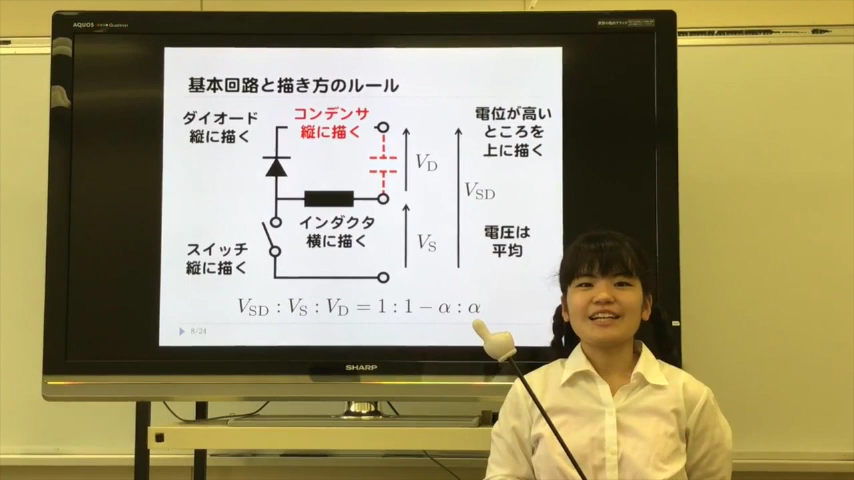 AQUOS
基本回路と描き方のルール
ダイオード
縦に描く
コンデンサ
縦に描く
電位が高い
ところを
上に描く
V_D
V_SD
インダクタ
横に描く
V_S
電圧は
平均
スイッチ
縦に描く
V_SD : V_S : V_D = 1 : 1 − α : α
8/24
SHARP